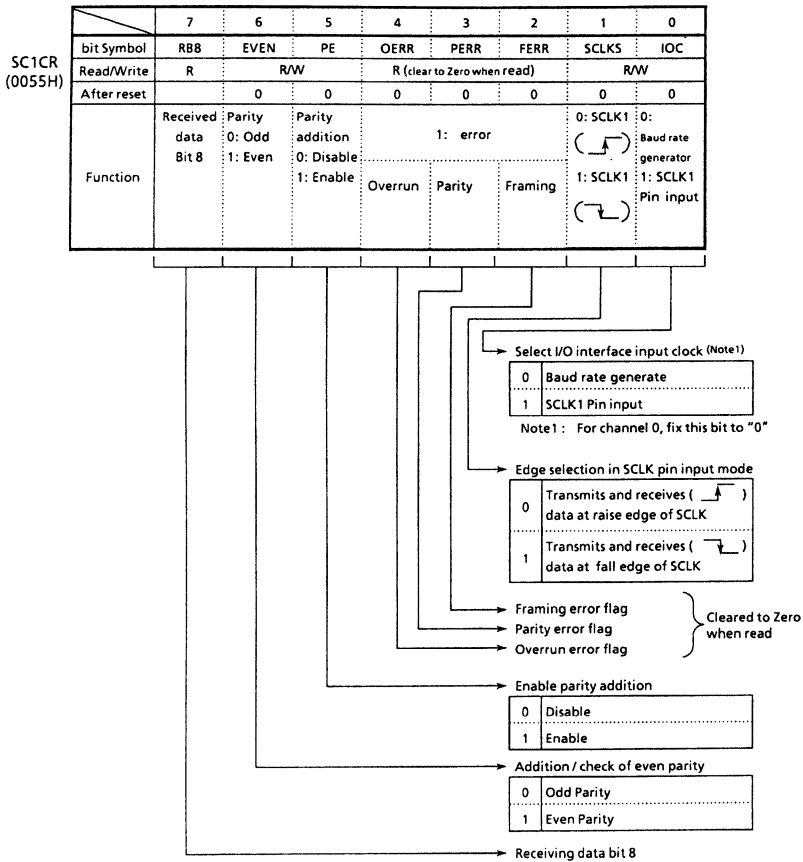 7 6 5 4 3 2 1 0
bit Symbol RB8 EVEN PE OERR PERR FERR SCLKS IOC
SC1CR
(0055H)
Read/Write R R/W R (clear to Zero when read) R/W
After reset 0 0 0 0 0 0 0
Function
Received
data
Bit 8
Parity
0: Odd
1: Even
Parity
addition
0: Disable
1: Enable
1: error
Overrun Parity Framing
0: SCLK1
( )
1: SCLK1
( )
0:
Baud rate
generator
1: SCLK1
Pin input
Select I/O interface input clock (Note1)
0 Baud rate generate
1 SCLK1 Pin input
Note1 : For channel 0, fix this bit to "0"
Edge selection in SCLK pin input mode
0 Transmits and receives ( )
data at raise edge of SCLK
1 Transmits and receives ( )
data at fall edge of SCLK
Framing error flag
Parity error flag
Overrun error flag
Cleared to Zero
when read
Enable parity addition
0 Disable
1 Enable
Addition / check of even parity
0 Odd Parity
1 Even Parity
Receiving data bit 8